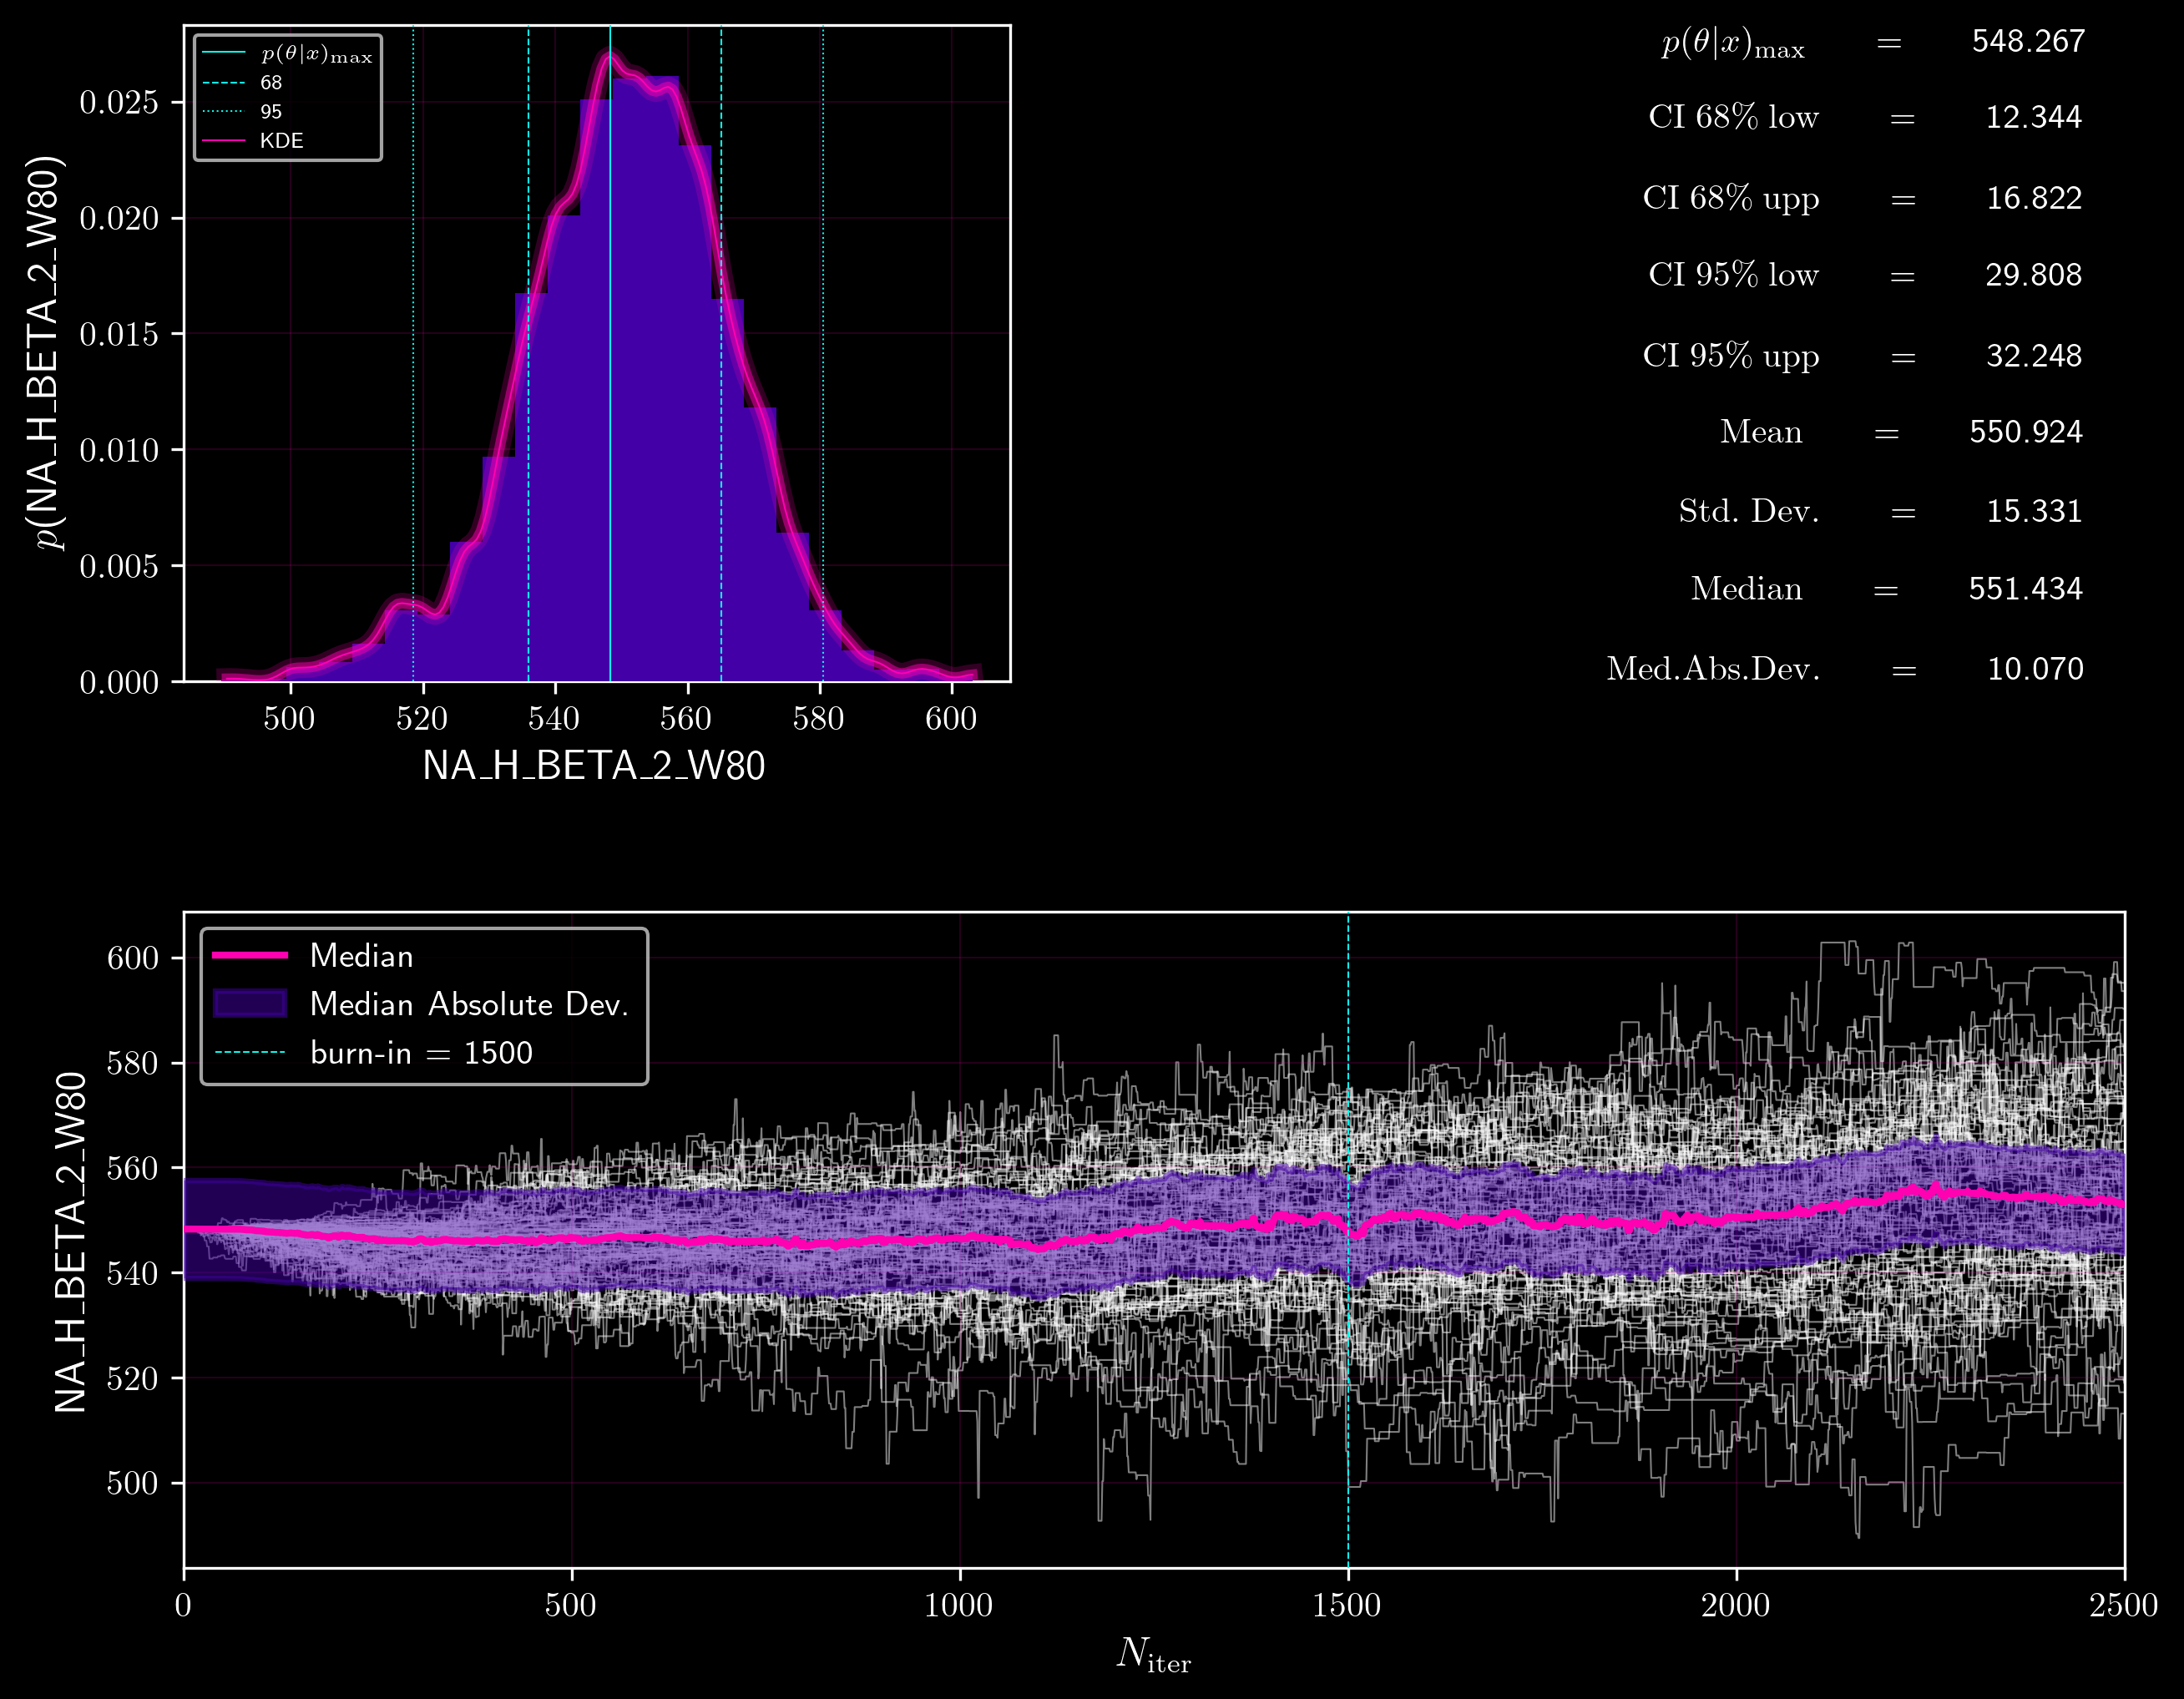 p(θ|x)max
68
95
KDE
0.025
0.020
0.015
0.010
0.005
0.000
p(NA_H_BETA_2_W80)
500 520 540 560 580 600
NA_H_BETA_2_W80
p(θ|x)max = 548.267
CI 68% low = 12.344
CI 68% upp = 16.822
CI 95% low = 29.808
CI 95% upp = 32.248
Mean = 550.924
Std. Dev. = 15.331
Median = 551.434
Med.Abs.Dev. = 10.070
Median
Median Absolute Dev.
burn-in = 1500
600
580
560
540
520
500
NA_H_BETA_2_W80
0 500 1000 1500 2000 2500
Niter